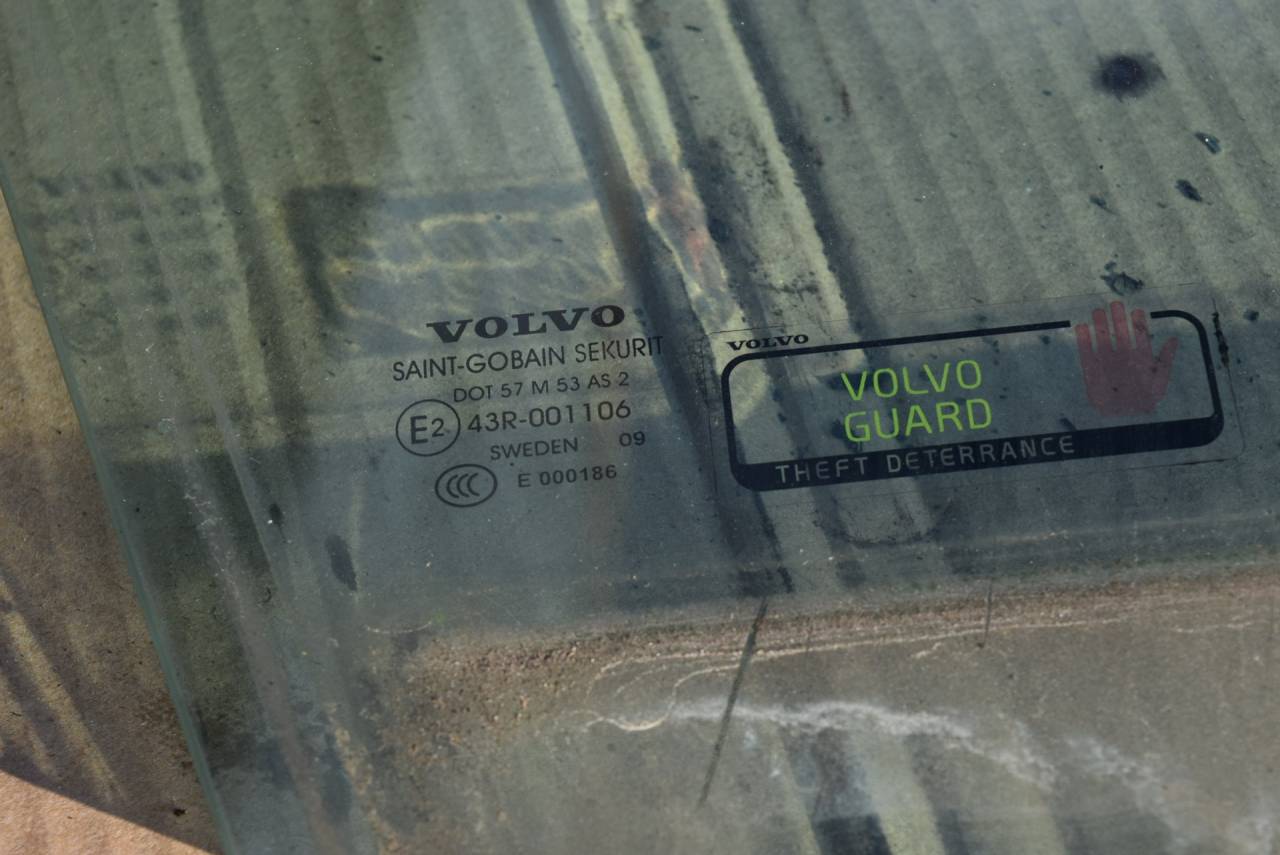 VOLVO
SAINT-GOBAIN SEKURIT
DOT 57 M 53 AS 2
E2 43R-001106
SWEDEN 09
CCC E 000186
VOLVO
VOLVO
GUARD
THEFT DETERRANCE